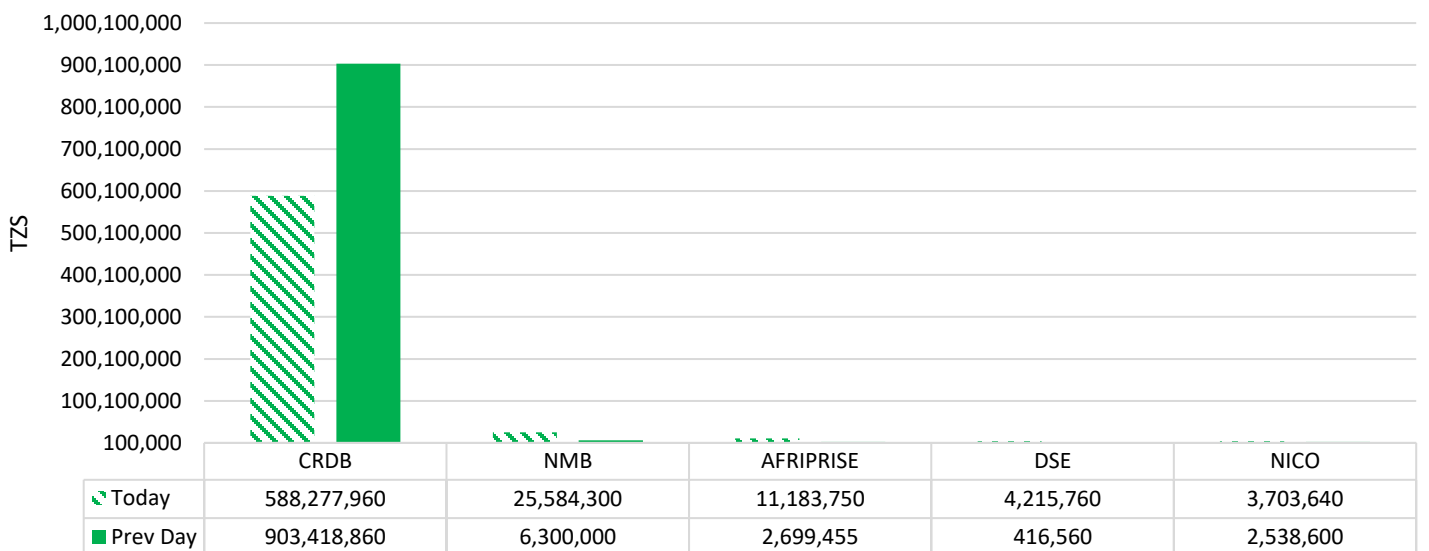 1,000,100,000
900,100,000
800,100,000
700,100,000
600,100,000
500,100,000
400,100,000
300,100,000
200,100,000
100,100,000
100,000
TZS
CRDB NMB AFRIPRISE DSE NICO
Today 588,277,960 25,584,300 11,183,750 4,215,760 3,703,640
Prev Day 903,418,860 6,300,000 2,699,455 416,560 2,538,600